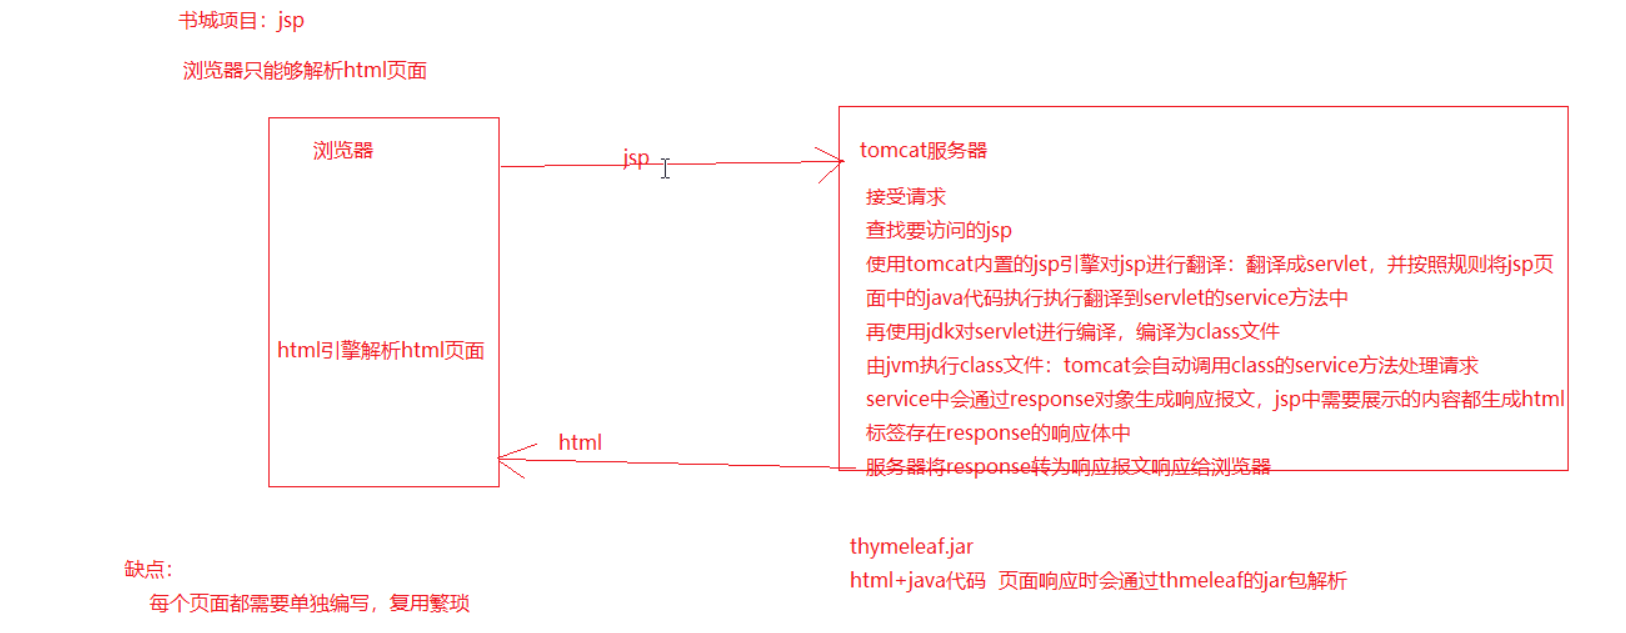 书城项目：jsp
浏览器只能够解析html页面
浏览器
jsp
tomcat服务器
接受请求
查找要访问的jsp
使用tomcat内置的jsp引擎对jsp进行翻译：翻译成servlet，并按照规则将jsp页
面中的java代码执行执行翻译到servlet的service方法中
再使用jdk对servlet进行编译，编译为class文件
由jvm执行class文件：tomcat会自动调用class的service方法处理请求
service中会通过response对象生成响应报文，jsp中需要展示的内容都生成html
标签存在response的响应体中
服务器将response转为响应报文响应给浏览器
html引擎解析html页面
html
thymeleaf.jar
html+java代码 页面响应时会通过thmeleaf的jar包解析
缺点：
每个页面都需要单独编写，复用繁琐